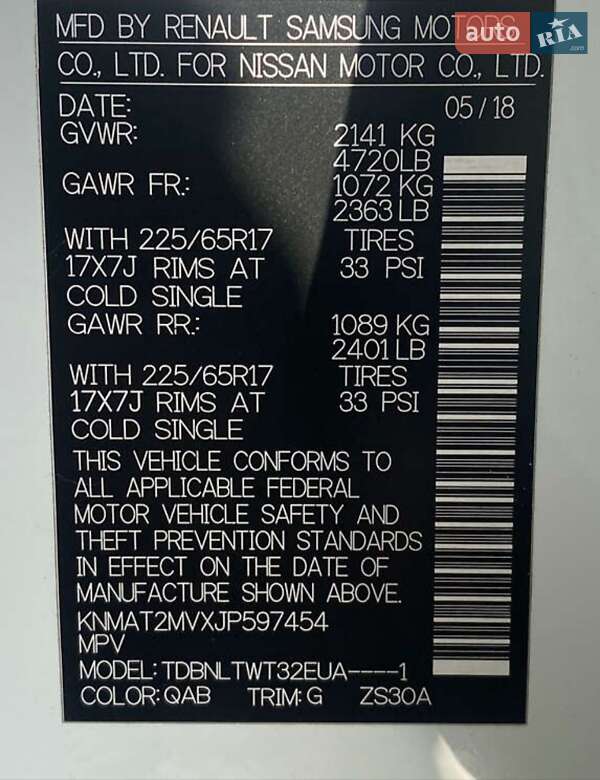 MFD BY RENAULT SAMSUNG MOTORS
auto RIA.com
CO., LTD. FOR NISSAN MOTOR CO., LTD.
DATE: 05/18
GVWR: 2141 KG
4720LB
GAWR FR.: 1072 KG
2363 LB
WITH 225/65R17 TIRES
17X7J RIMS AT 33 PSI
COLD SINGLE
GAWR RR.: 1089 KG
2401 LB
WITH 225/65R17 TIRES
17X7J RIMS AT 33 PSI
COLD SINGLE
THIS VEHICLE CONFORMS TO
ALL APPLICABLE FEDERAL
MOTOR VEHICLE SAFETY AND
THEFT PREVENTION STANDARDS
IN EFFECT ON THE DATE OF
MANUFACTURE SHOWN ABOVE.
KNMAT2MVXJP597454
MPV
MODEL: TDBNLTWT32EUA----1
COLOR: QAB TRIM: G ZS30A